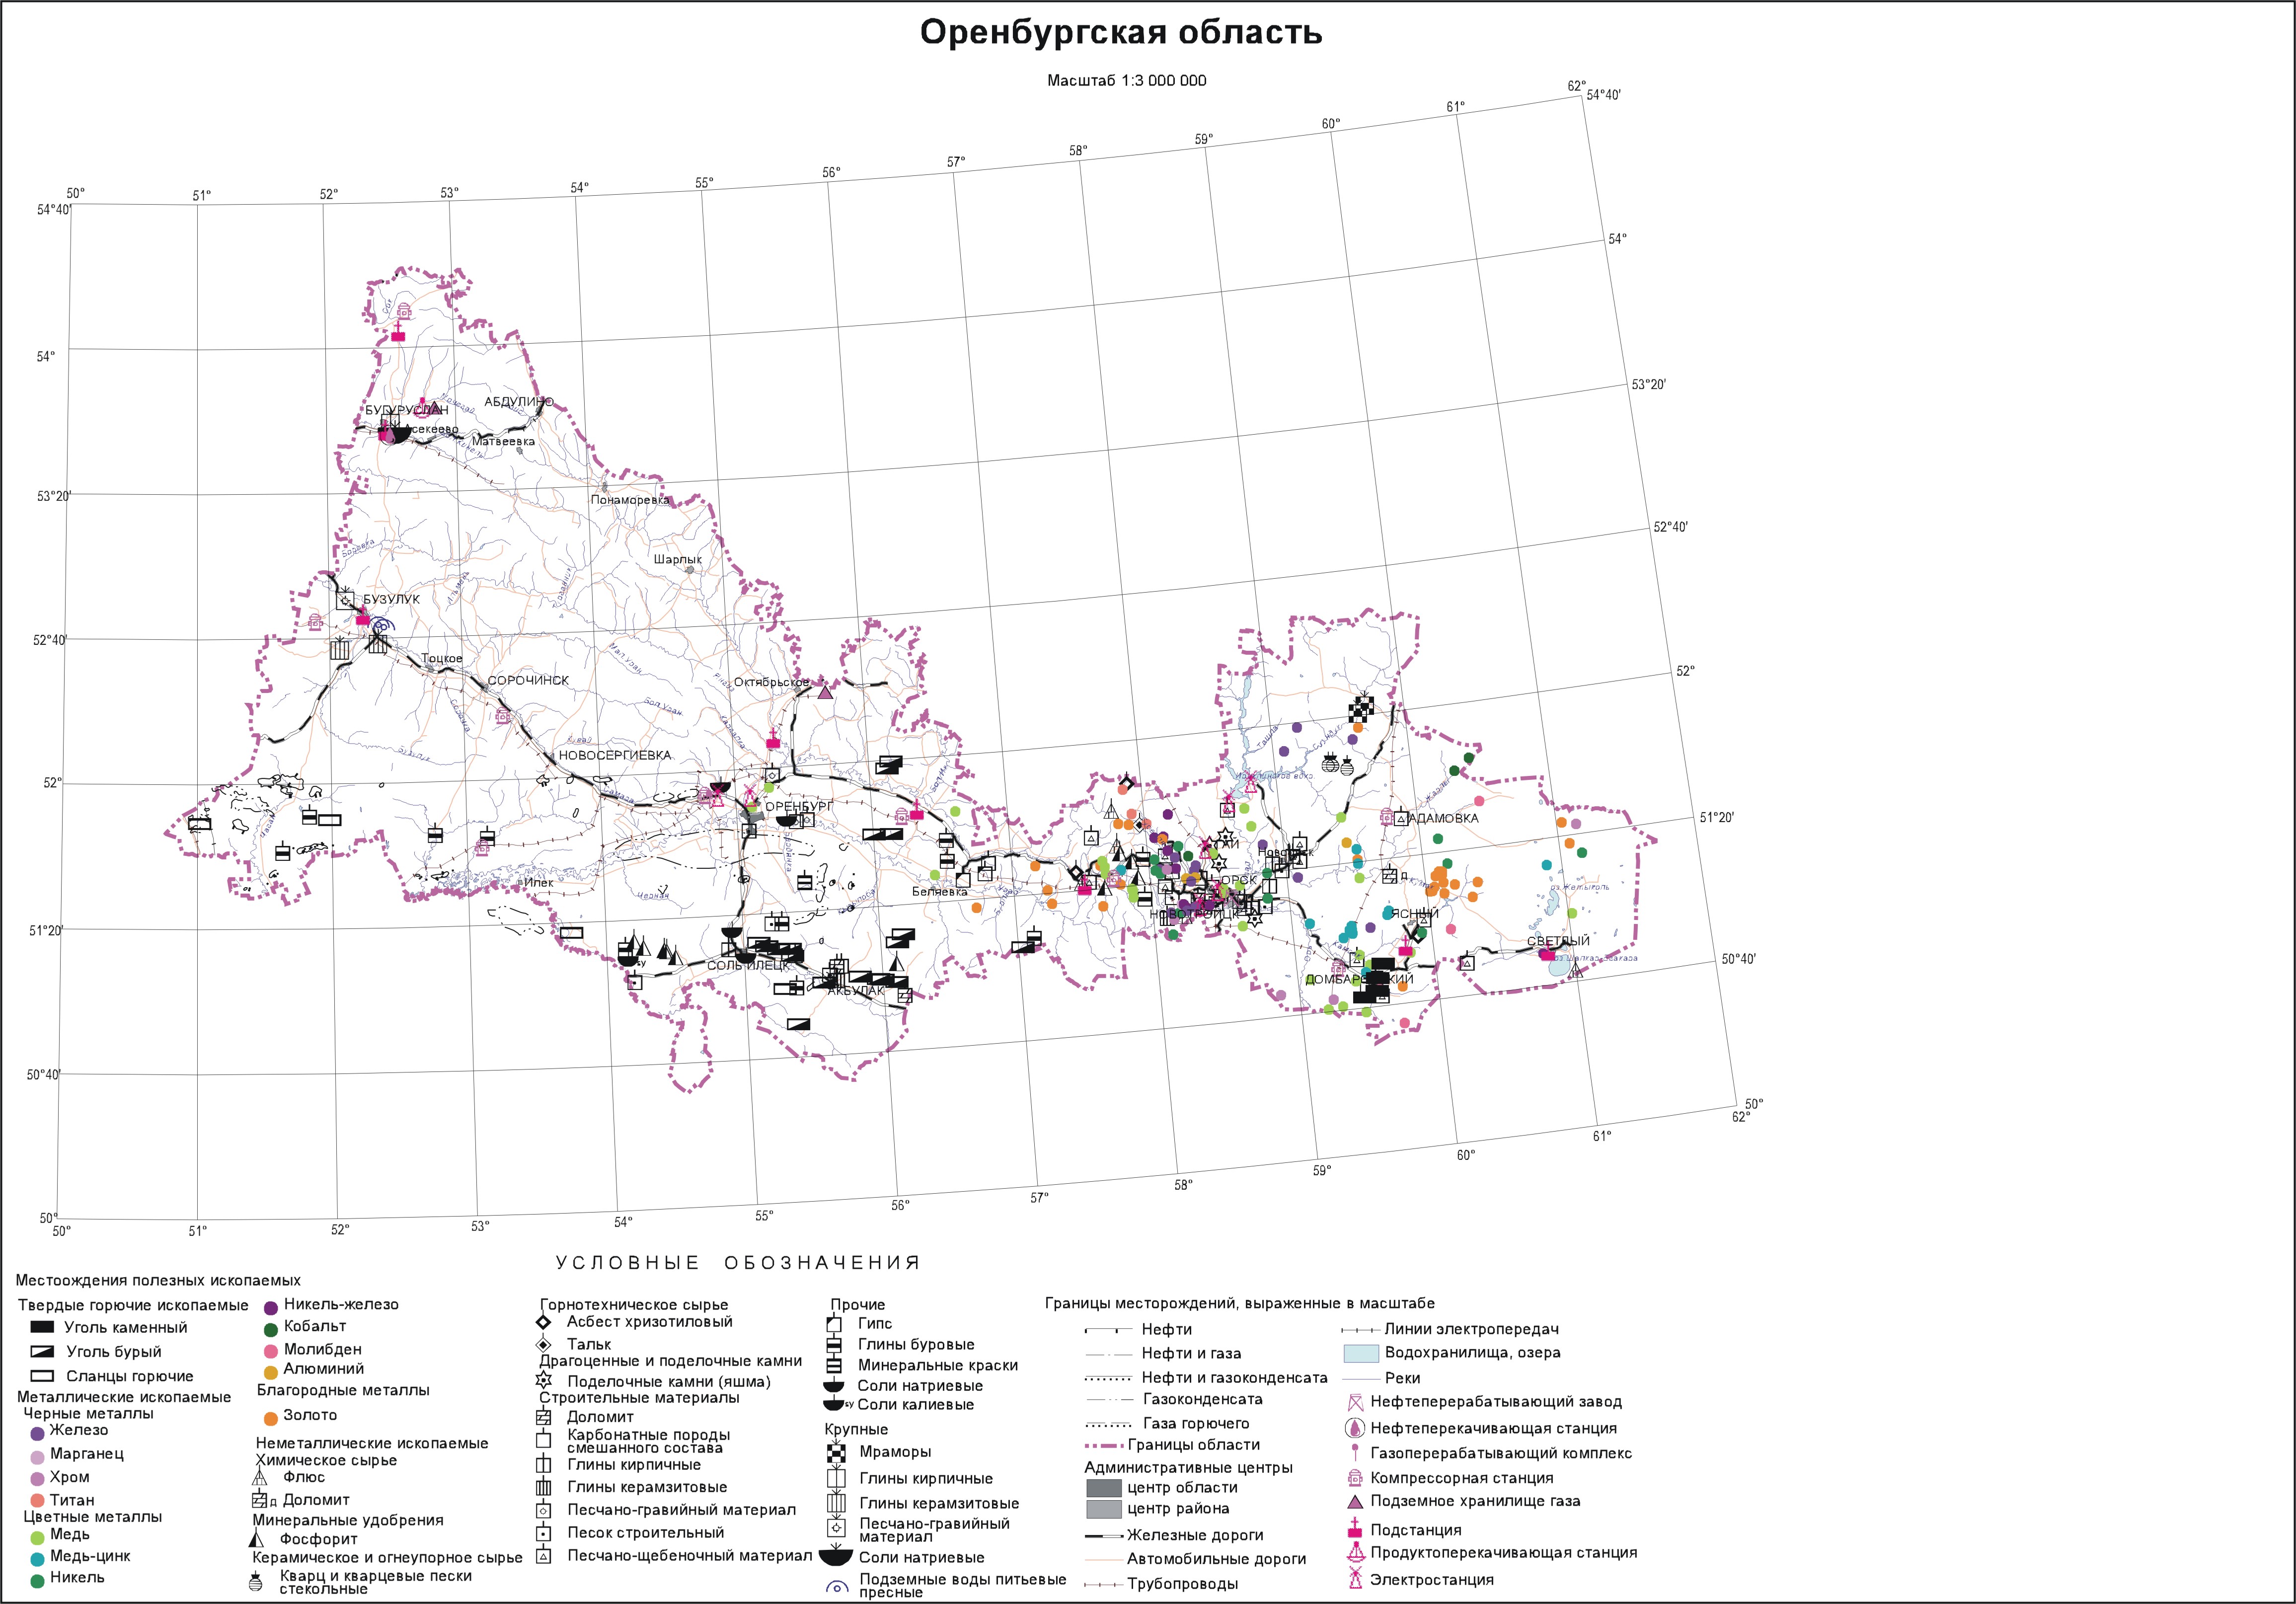 Оренбургская область
Масштаб 1:3 000 000
50°
51°
52°
53°
54°
55°
56°
57°
58°
59°
60°
61°
62°
54°40'
54°40'
54°
54°
53°20'
53°20'
52°40'
52°40'
52°
52°
51°20'
51°20'
50°40'
50°40'
50°
50°
50°
51°
52°
53°
54°
55°
56°
57°
58°
59°
60°
61°
62°
БУГУРУСЛАН
АБДУЛИНО
Асекеево
Матвеевка
Понаморевка
Шарлык
Боровка
БУЗУЛУК
Тоцкое
СОРОЧИНСК
Октябрьское
НОВОСЕРГИЕВКА
ОРЕНБУРГ
Илек
Беляевка
СОЛЬ ИЛЕЦК
АКБУЛАК
ГАЙ
Новоорск
ОРСК
НОВОТРОИЦК
АДАМОВКА
ЯСНЫЙ
СВЕТЛЫЙ
ДОМБАРОВСКИЙ
УСЛОВНЫЕ ОБОЗНАЧЕНИЯ
Местоождения полезных ископаемых
Твердые горючие ископаемые
Уголь каменный
Уголь бурый
Сланцы горючие
Металлические ископаемые
Черные металлы
Железо
Марганец
Хром
Титан
Цветные металлы
Медь
Медь-цинк
Никель
Никель-железо
Кобальт
Молибден
Алюминий
Благородные металлы
Золото
Неметаллические ископаемые
Химическое сырье
Флюс
д Доломит
Минеральные удобрения
Фосфорит
Керамическое и огнеупорное сырье
Кварц и кварцевые пески
стекольные
Горнотехническое сырье
Асбест хризотиловый
Тальк
Драгоценные и поделочные камни
Поделочные камни (яшма)
Строительные материалы
Доломит
Карбонатные породы
смешанного состава
Глины кирпичные
Глины керамзитовые
Песчано-гравийный материал
Песок строительный
Песчано-щебеночный материал
Прочие
Гипс
Глины буровые
Минеральные краски
Соли натриевые
Соли калиевые
Крупные
Мраморы
Глины кирпичные
Глины керамзитовые
Песчано-гравийный
материал
Соли натриевые
Подземные воды питьевые
пресные
Границы месторождений, выраженные в масштабе
Нефти
Нефти и газа
Нефти и газоконденсата
Газоконденсата
Газа горючего
Границы области
Административные центры
центр области
центр района
Железные дороги
Автомобильные дороги
Трубопроводы
Линии электропередач
Водохранилища, озера
Реки
Нефтеперерабатывающий завод
Нефтеперекачивающая станция
Газоперерабатывающий комплекс
Компрессорная станция
Подземное хранилище газа
Подстанция
Продуктоперекачивающая станция
Электростанция